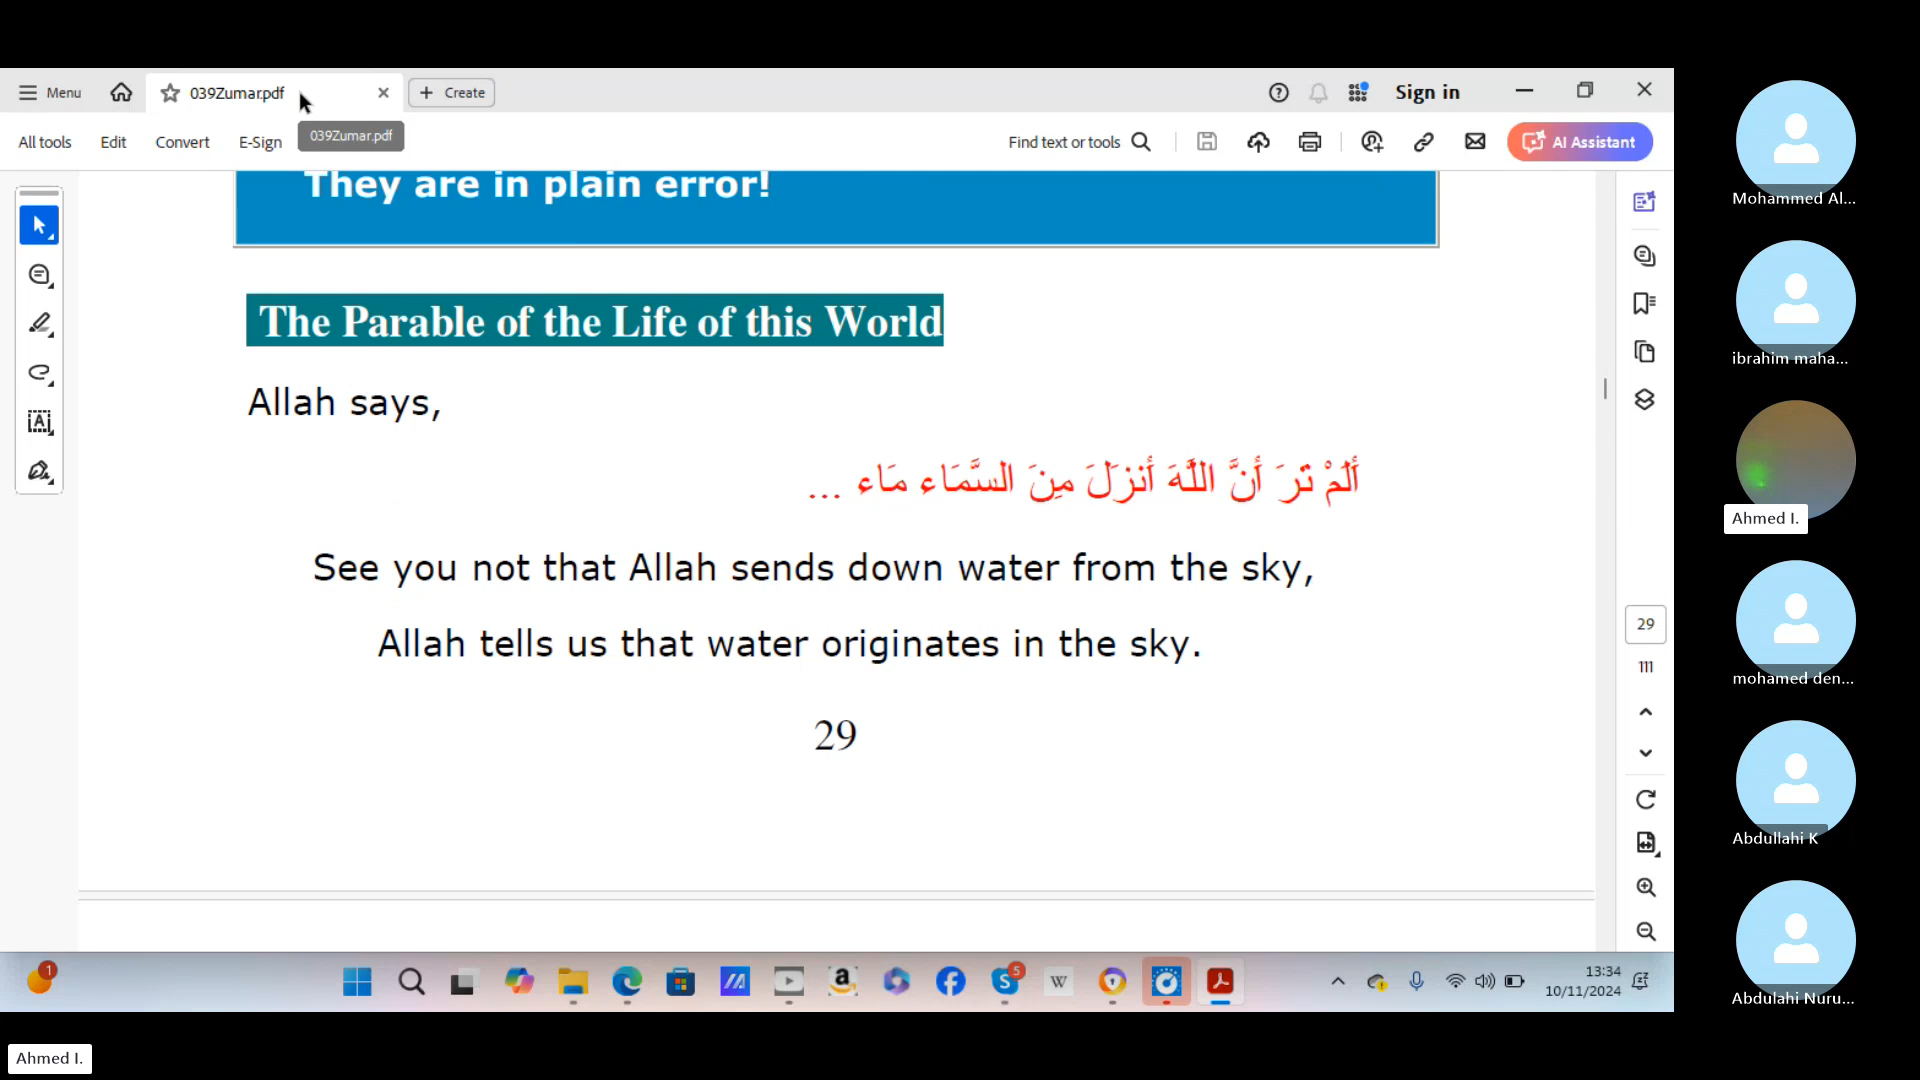 Menu
039Zumar.pdf
Create
Sign in
All tools
Edit
Convert
E-Sign
039Zumar.pdf
Find text or tools
AI Assistant
They are in plain error!
The Parable of the Life of this World
Allah says,
أَلَمْ تَرَ أَنَّ اللَّهَ أَنزَلَ مِنَ السَّمَاء مَاء ...
See you not that Allah sends down water from the sky,
Allah tells us that water originates in the sky.
29
29
111
Mohammed Al...
ibrahim maha...
Ahmed I.
mohamed den...
Abdullahi K
Abdulahi Nuru...
1
a
S
5
W
13:34
10/11/2024
Ahmed I.